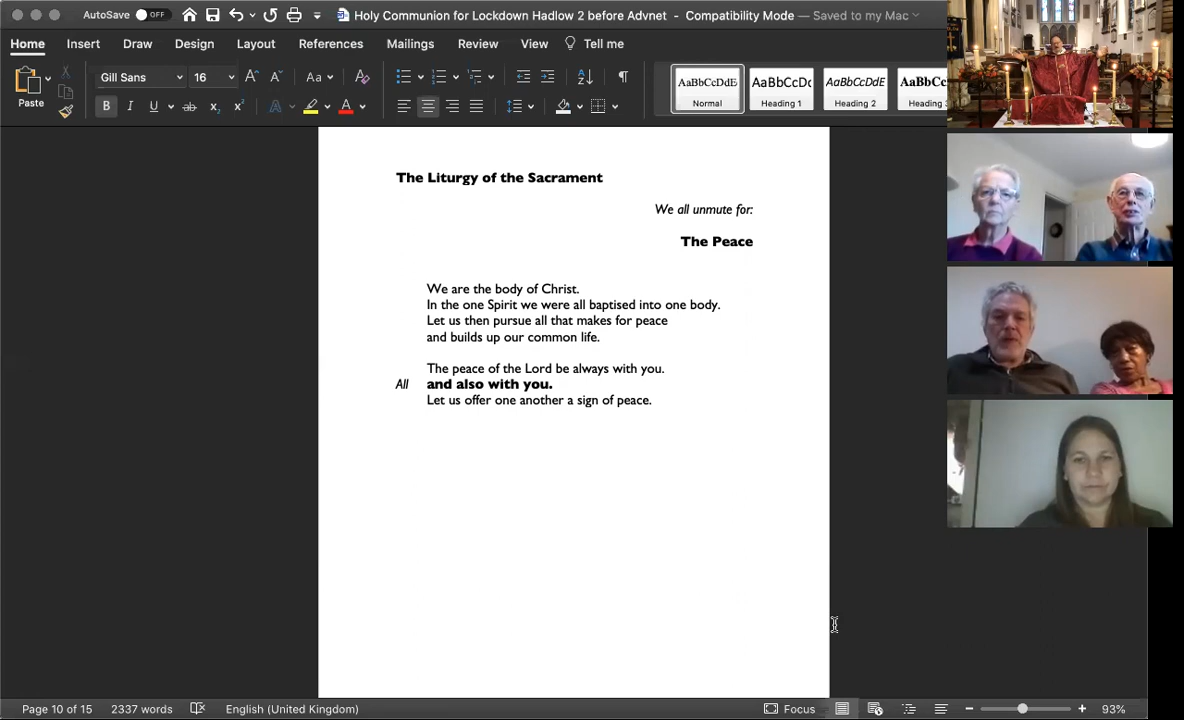 AutoSave OFF Holy Communion for Lockdown Hadlow 2 before Advnet - Compatibility Mode — Saved to my Mac
Home Insert Draw Design Layout References Mailings Review View Tell me
Paste Gill Sans 16 A A Aa A AaBbCcDdE Normal AaBbCcDc Heading 1 AaBbCcDdE Heading 2 AaBbCc Heading
B I U ab x₂ x² A A
The Liturgy of the Sacrament
We all unmute for:
The Peace
We are the body of Christ.
In the one Spirit we were all baptised into one body.
Let us then pursue all that makes for peace
and builds up our common life.
The peace of the Lord be always with you.
All and also with you.
Let us offer one another a sign of peace.
Page 10 of 15 2337 words English (United Kingdom) Focus 93%